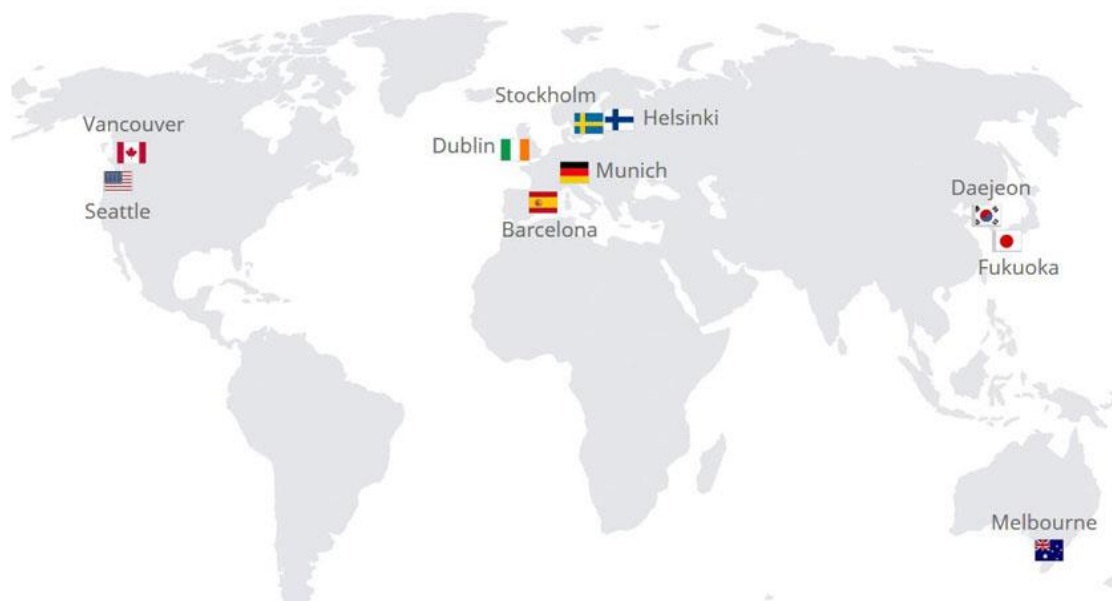 Stockholm
Vancouver
Helsinki
Dublin
Munich
Daejeon
Seattle
Barcelona
Fukuoka
Melbourne